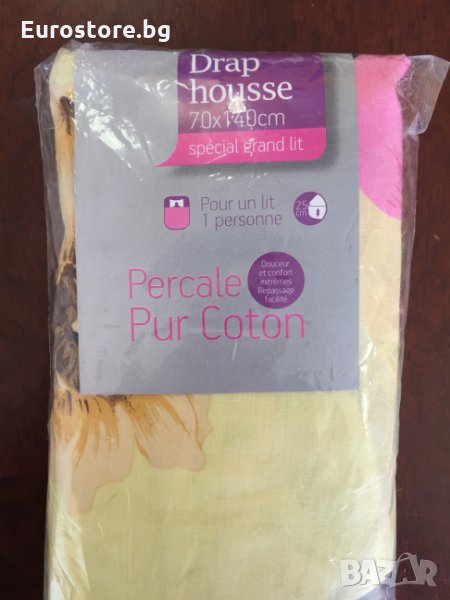 Eurostore.bg
Drap
housse
70x140cm
spécial grand lit
Pour un lit
1 personne
25
cm
Percale
Pur Coton
Douceur
et confort
extrêmes
Repassage
facilité
BAZAR